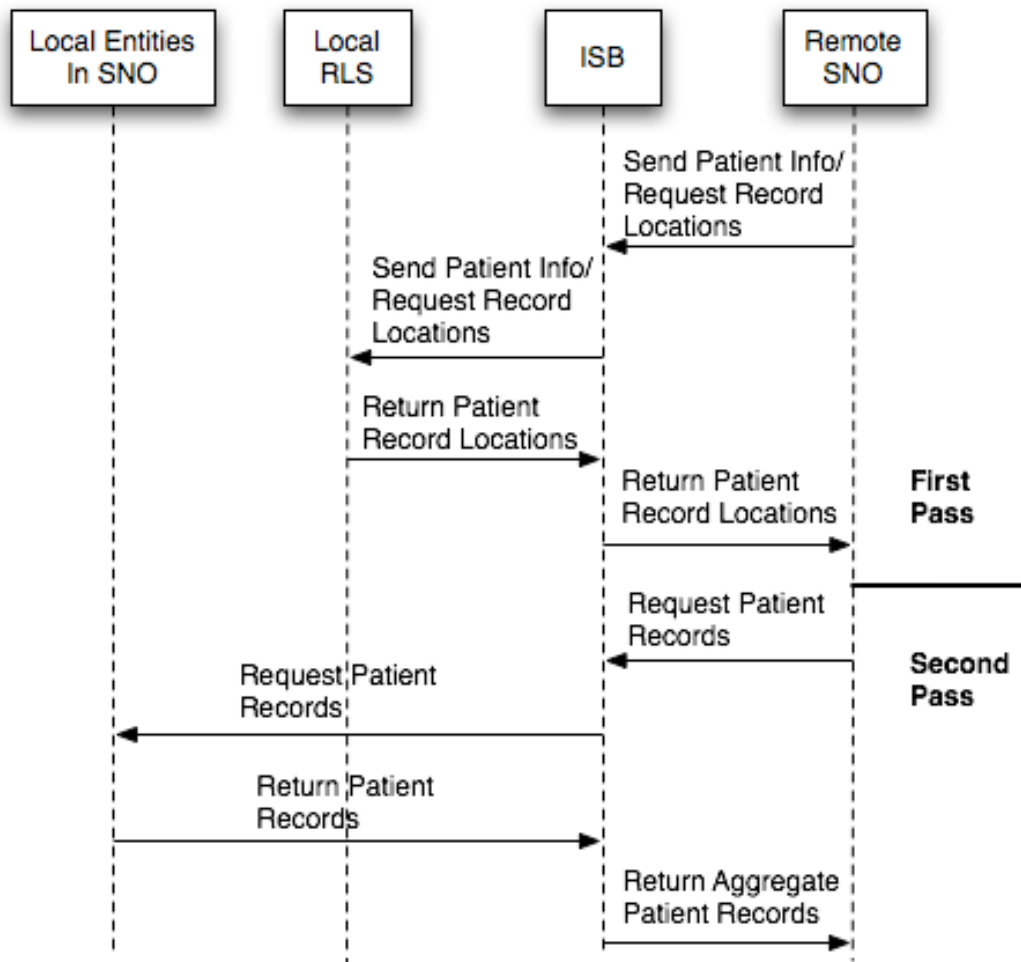 Local Entities
In SNO
Local
RLS
ISB
Remote
SNO
Send Patient Info/
Request Record
Locations
Send Patient Info/
Request Record
Locations
Return Patient
Record Locations
Return Patient
Record Locations
First
Pass
Request Patient
Records
Second
Pass
Request Patient
Records
Return Patient
Records
Return Aggregate
Patient Records